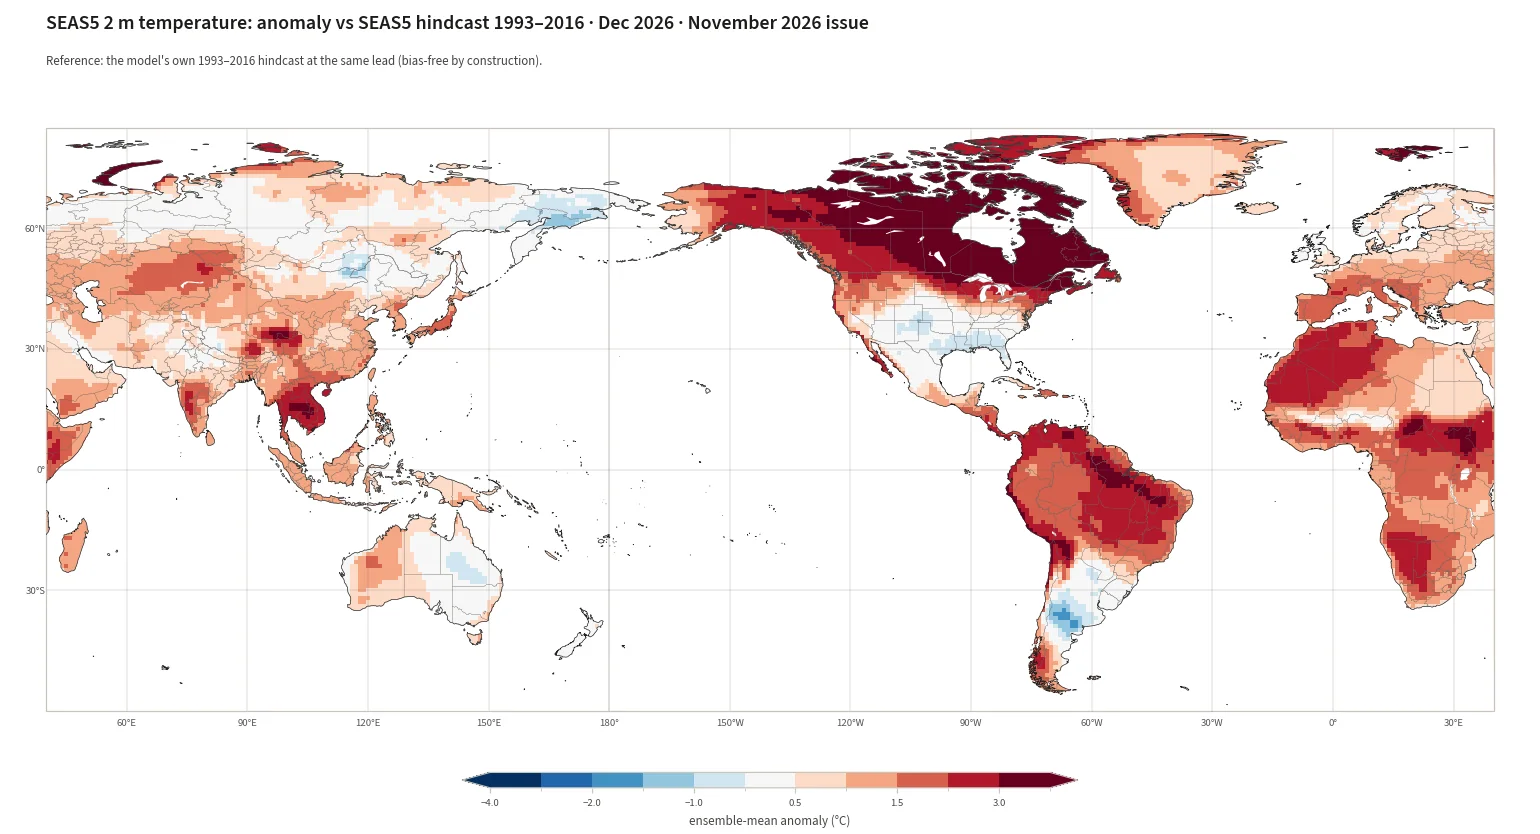 SEAS5 2 m temperature: anomaly vs SEAS5 hindcast 1993–2016 · Dec 2026 · November 2026 issue
Reference: the model's own 1993–2016 hindcast at the same lead (bias-free by construction).
60°N
30°N
0°
30°S
60°E 90°E 120°E 150°E 180° 150°W 120°W 90°W 60°W 30°W 0° 30°E
−4.0 −2.0 −1.0 0.5 1.5 3.0
ensemble-mean anomaly (°C)